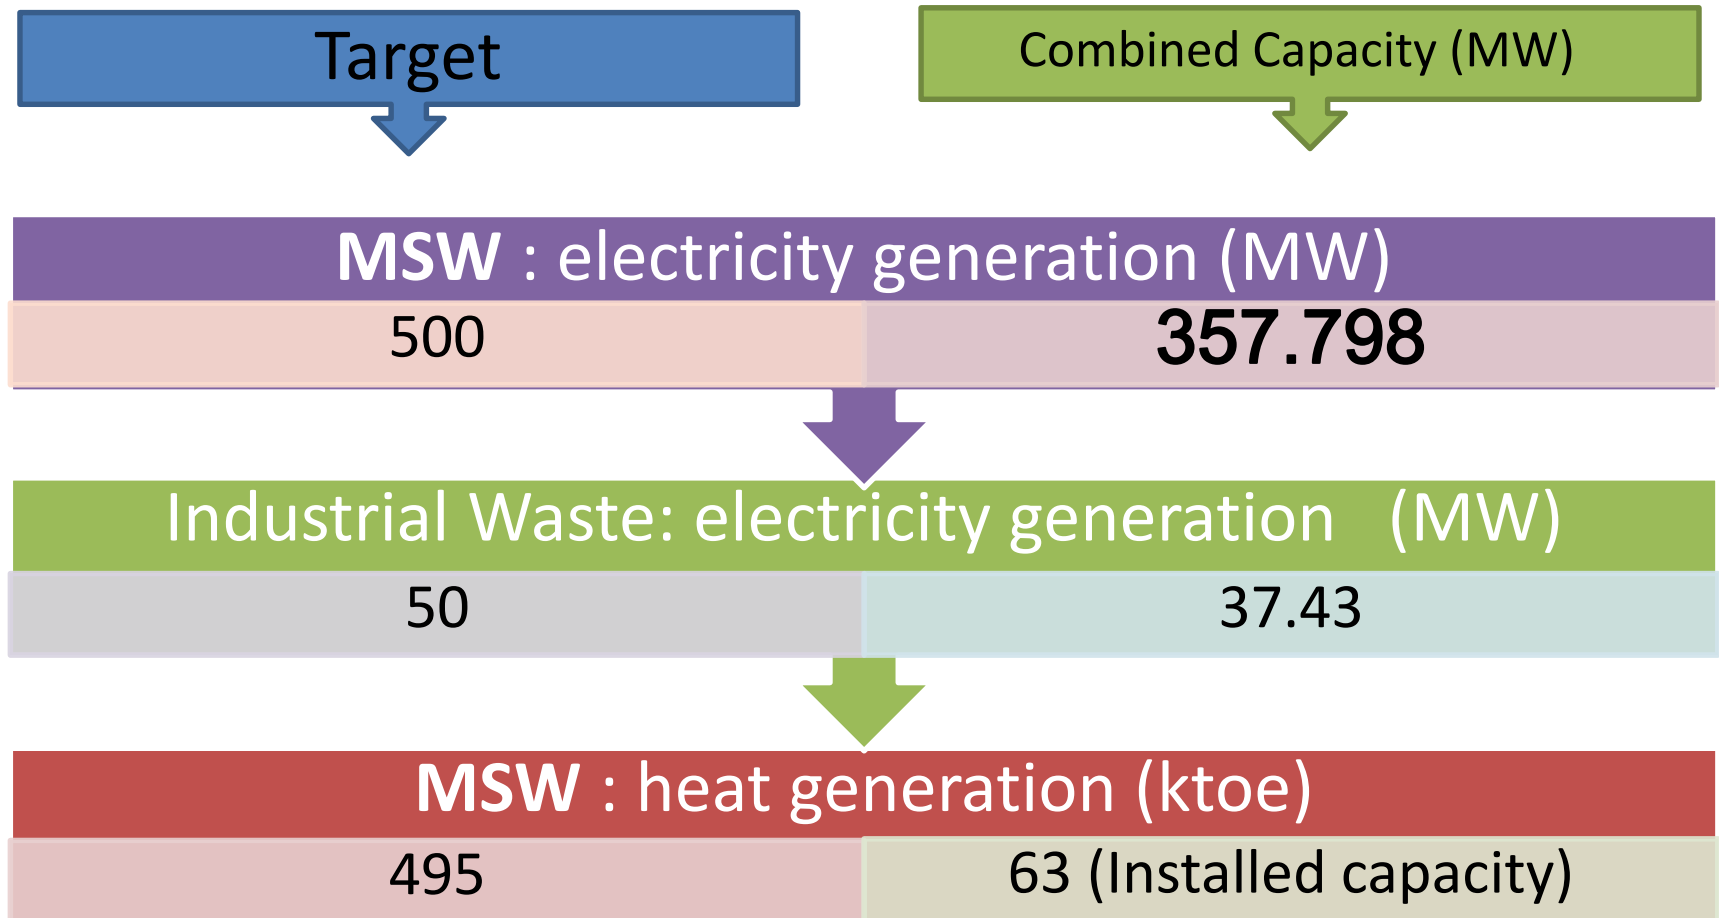 Target
Combined Capacity (MW)
MSW : electricity generation (MW)
500
357.798
Industrial Waste: electricity generation (MW)
50
37.43
MSW : heat generation (ktoe)
495
63 (Installed capacity)